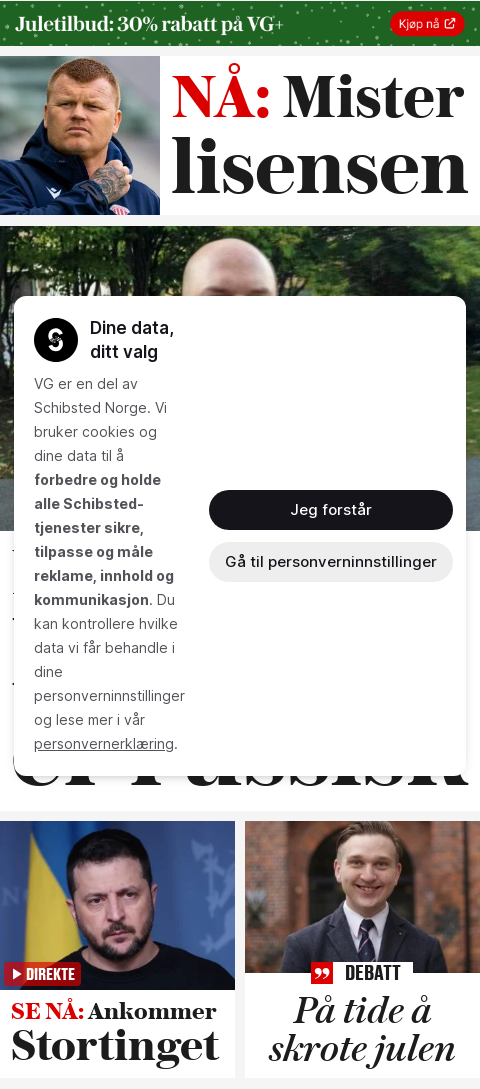 Juletilbud: 30% rabatt på VG+
Kjøp nå
NÅ: Mister
lisensen
Dine data,
ditt valg
VG er en del av
Schibsted Norge. Vi
bruker cookies og
dine data til å
forbedre og holde
alle Schibsted-
tjenester sikre,
tilpasse og måle
reklame, innhold og
kommunikasjon. Du
kan kontrollere hvilke
data vi får behandle i
dine
personverninnstillinger
og lese mer i vår
personvernerklæring.
Jeg forstår
Gå til personverninnstillinger
er russisk
DIREKTE
SE NÅ: Ankommer
Stortinget
DEBATT
På tide å
skrote julen